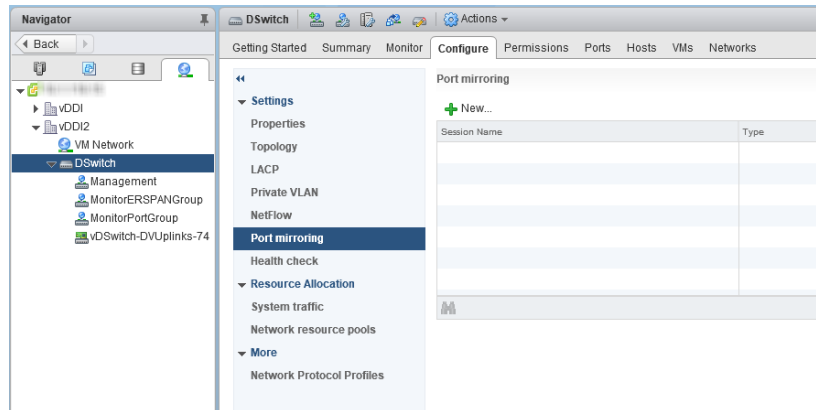 Navigator
Back
vDDI
vDDI2
VM Network
DSwitch
Management
MonitorERSPANGroup
MonitorPortGroup
vDSwitch-DVUplinks-74
DSwitch Actions
Getting Started Summary Monitor Configure Permissions Ports Hosts VMs Networks
Settings
Properties
Topology
LACP
Private VLAN
NetFlow
Port mirroring
Health check
Resource Allocation
System traffic
Network resource pools
More
Network Protocol Profiles
Port mirroring
New...
Session Name Type